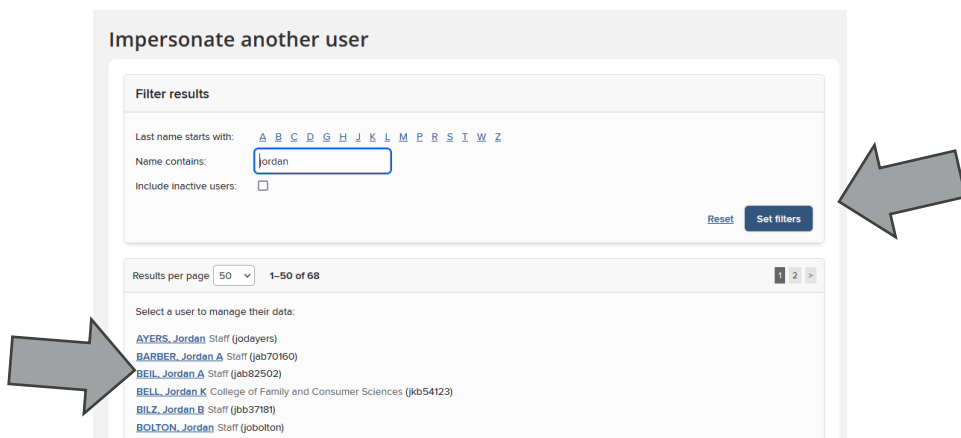 Impersonate another user
Filter results
Last name starts with: A B C D G H J K L M P R S T W Z
Name contains: jordan
Include inactive users:
Reset Set filters
Results per page 50 1–50 of 68 1 2 >
Select a user to manage their data:
AYERS, Jordan Staff (jodayers)
BARBER, Jordan A Staff (jab70160)
BEIL, Jordan A Staff (jab82502)
BELL, Jordan K College of Family and Consumer Sciences (jkb54123)
BILZ, Jordan B Staff (jbb37181)
BOLTON, Jordan Staff (jobolton)